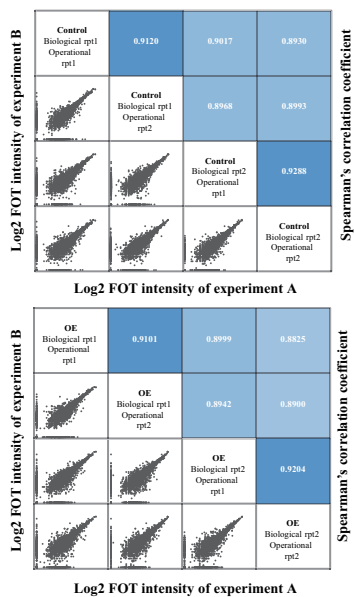 Log2 FOT intensity of experiment B
Control
Biological rpt1
Operational
rpt1
0.9120
0.9017
0.8930
Control
Biological rpt1
Operational
rpt2
0.8968
0.8993
Control
Biological rpt2
Operational
rpt1
0.9288
Control
Biological rpt2
Operational
rpt2
Spearman's correlation coefficient
Log2 FOT intensity of experiment A
Log2 FOT intensity of experiment B
OE
Biological rpt1
Operational
rpt1
0.9101
0.8999
0.8825
OE
Biological rpt1
Operational
rpt2
0.8942
0.8900
OE
Biological rpt2
Operational
rpt1
0.9204
OE
Biological rpt2
Operational
rpt2
Spearman's correlation coefficient
Log2 FOT intensity of experiment A